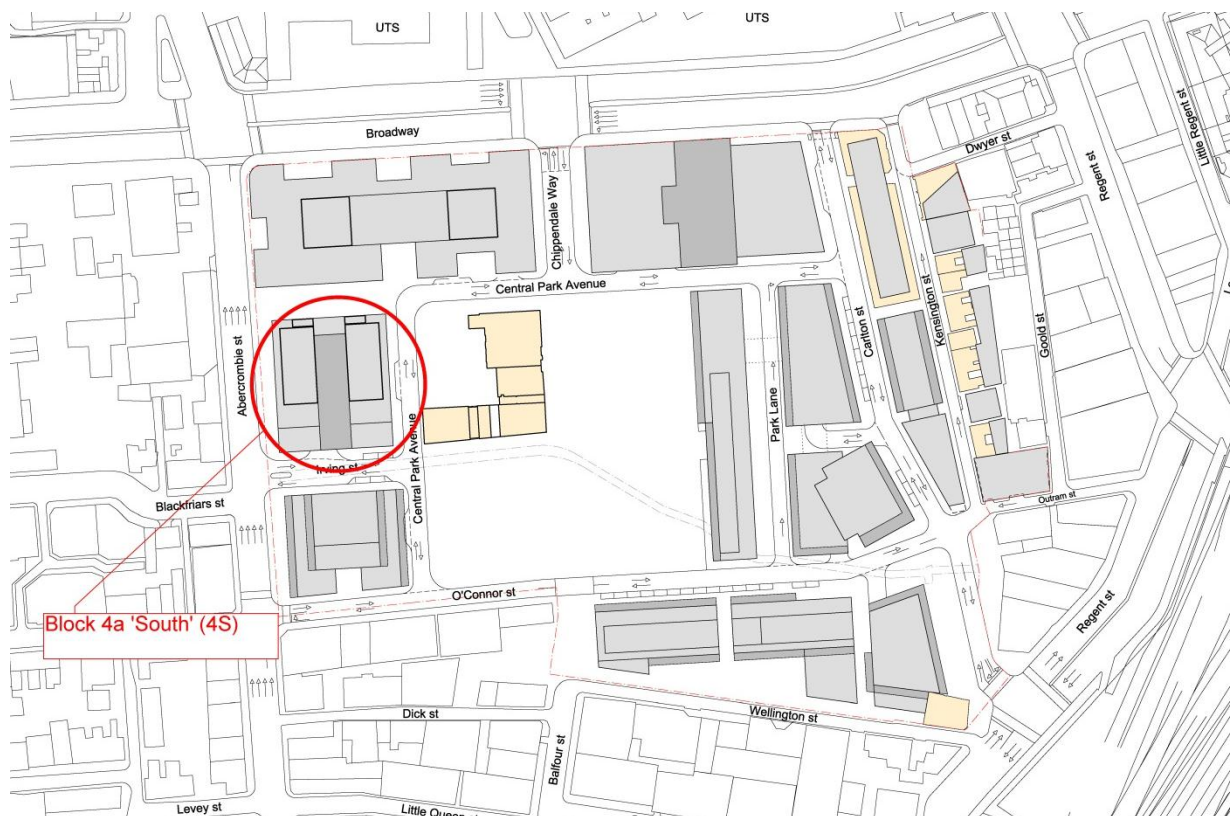 UTS
UTS
Broadway
Chippendale Way
Dwyer st
Little Regent st
Regent st
Central Park Avenue
Abercrombie st
Carlton st
Kensington st
Goold st
Park Lane
Central Park Avenue
Irving st
Blackfriars st
Outram st
O'Connor st
Block 4a 'South' (4S)
Regent st
Dick st
Wellington st
Balfour st
Levey st
Little Queen